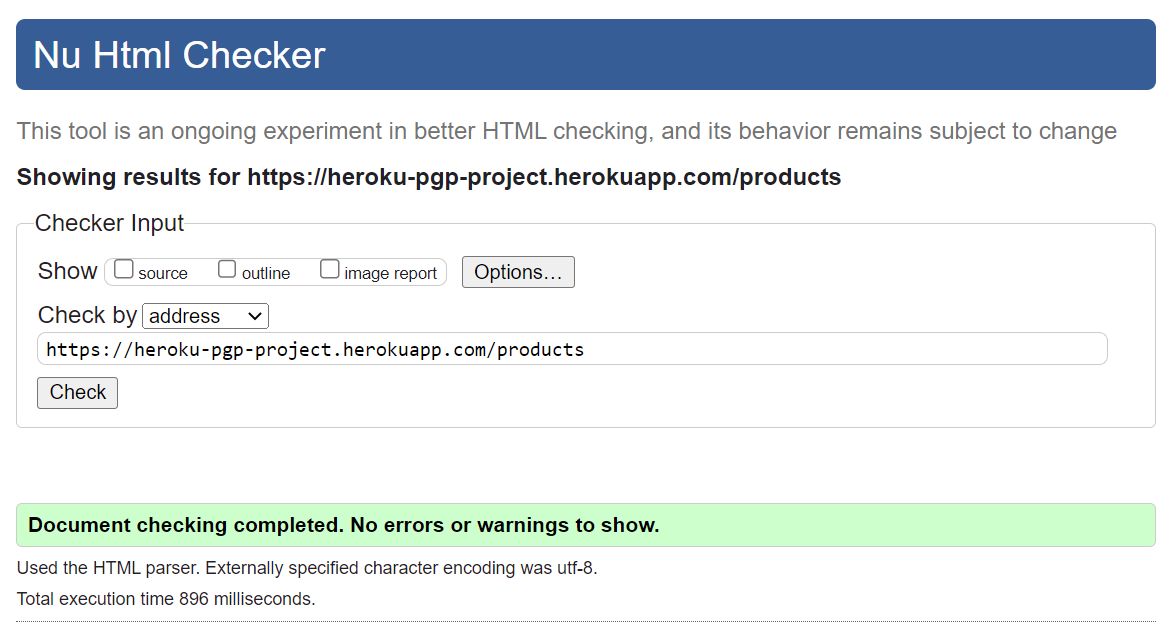 Nu Html Checker
This tool is an ongoing experiment in better HTML checking, and its behavior remains subject to change
Showing results for https://heroku-pgp-project.herokuapp.com/products
Checker Input
Show source outline image report Options…
Check by address
https://heroku-pgp-project.herokuapp.com/products
Check
Document checking completed. No errors or warnings to show.
Used the HTML parser. Externally specified character encoding was utf-8.
Total execution time 896 milliseconds.